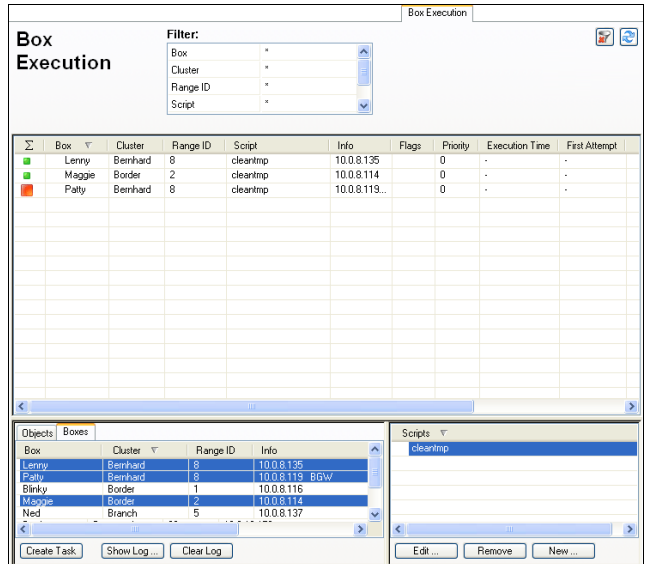 Box Execution
Box
Execution
Filter:
Box *
Cluster *
Range ID *
Script *
Σ Box Cluster Range ID Script Info Flags Priority Execution Time First Attempt
Lenny Bernhard 8 cleantmp 10.0.8.135 0 - -
Maggie Border 2 cleantmp 10.0.8.114 0 - -
Patty Bernhard 8 cleantmp 10.0.8.119... 0 - -
Objects Boxes
Box Cluster Range ID Info
Lenny Bernhard 8 10.0.8.135
Patty Bernhard 8 10.0.8.119 BGW
Blinky Border 1 10.0.8.116
Maggie Border 2 10.0.8.114
Ned Branch 5 10.0.8.137
Create Task Show Log ... Clear Log
Scripts
cleantmp
Edit ... Remove New ...